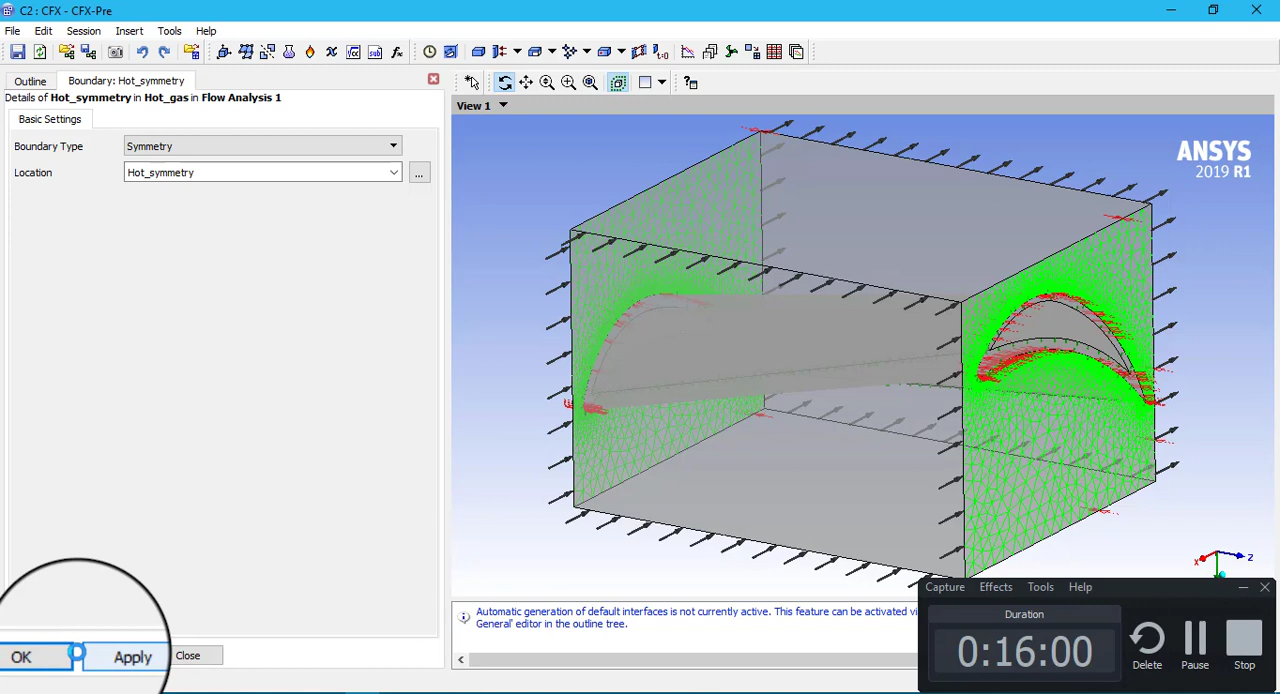 C2 : CFX - CFX-Pre
File Edit Session Insert Tools Help
Outline Boundary: Hot_symmetry
Details of Hot_symmetry in Hot_gas in Flow Analysis 1
Basic Settings
Boundary Type Symmetry
Location Hot_symmetry ...
OK Apply Close
View 1
ANSYS
2019 R1
x z
Automatic generation of default interfaces is not currently active. This feature can be activated vi
General' editor in the outline tree.
Capture Effects Tools Help
Duration
0:16:00
Delete Pause Stop